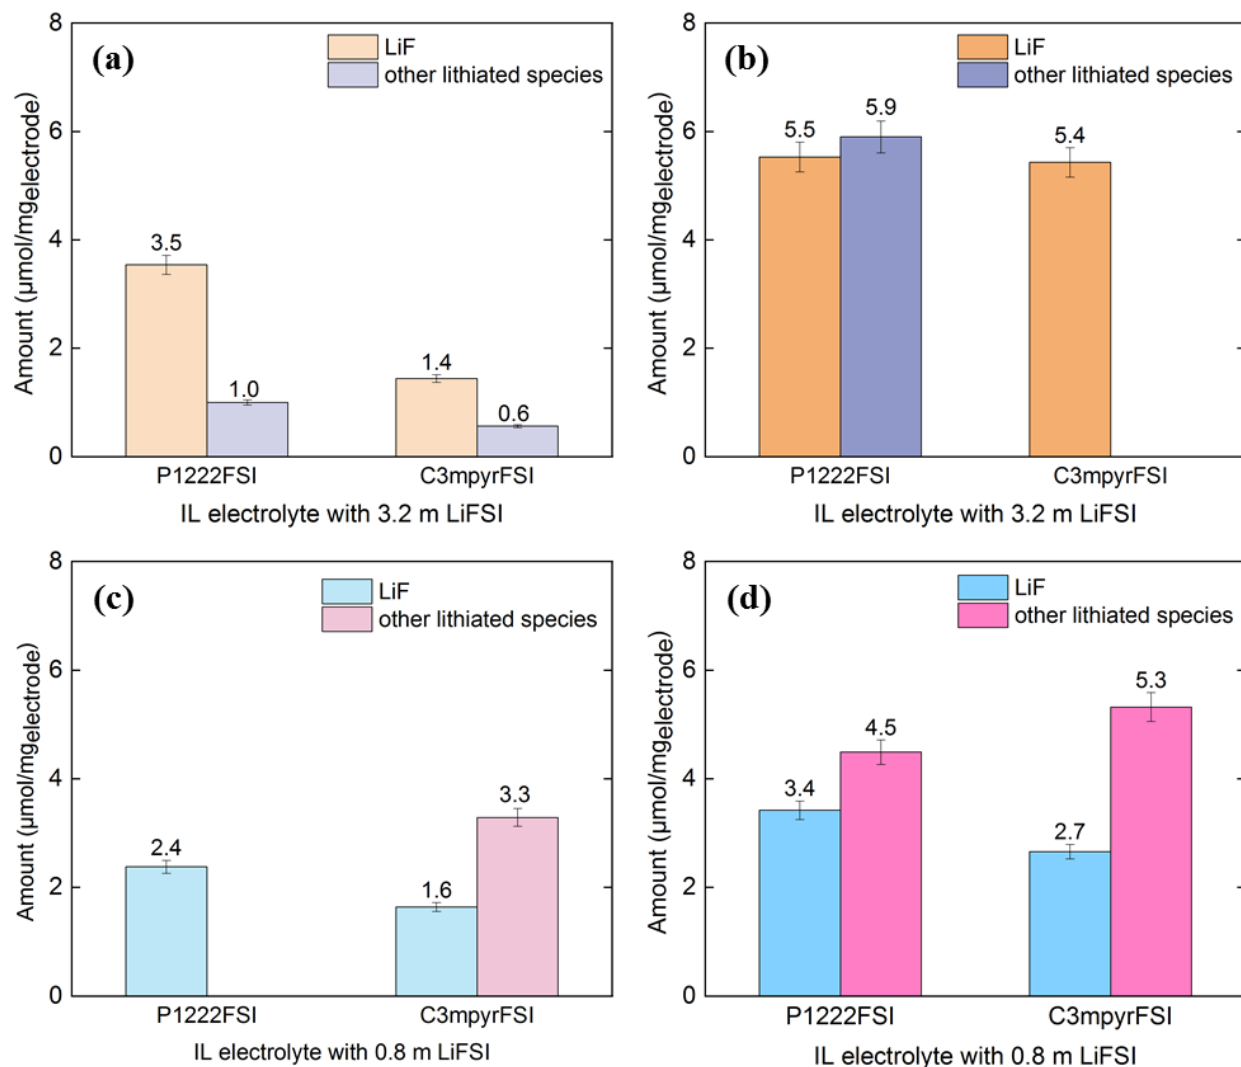 (a)
LiF
other lithiated species
Amount (µmol/mgelectrode)
8
6
4
2
0
3.5
1.0
1.4
0.6
P1222FSI
C3mpyrFSI
IL electrolyte with 3.2 m LiFSI
(b)
LiF
other lithiated species
Amount (µmol/mgelectrode)
8
6
4
2
0
5.5
5.9
5.4
P1222FSI
C3mpyrFSI
IL electrolyte with 3.2 m LiFSI
(c)
LiF
other lithiated species
Amount (µmol/mgelectrode)
8
6
4
2
0
2.4
1.6
3.3
P1222FSI
C3mpyrFSI
IL electrolyte with 0.8 m LiFSI
(d)
LiF
other lithiated species
Amount (µmol/mgelectrode)
8
6
4
2
0
3.4
4.5
2.7
5.3
P1222FSI
C3mpyrFSI
IL electrolyte with 0.8 m LiFSI